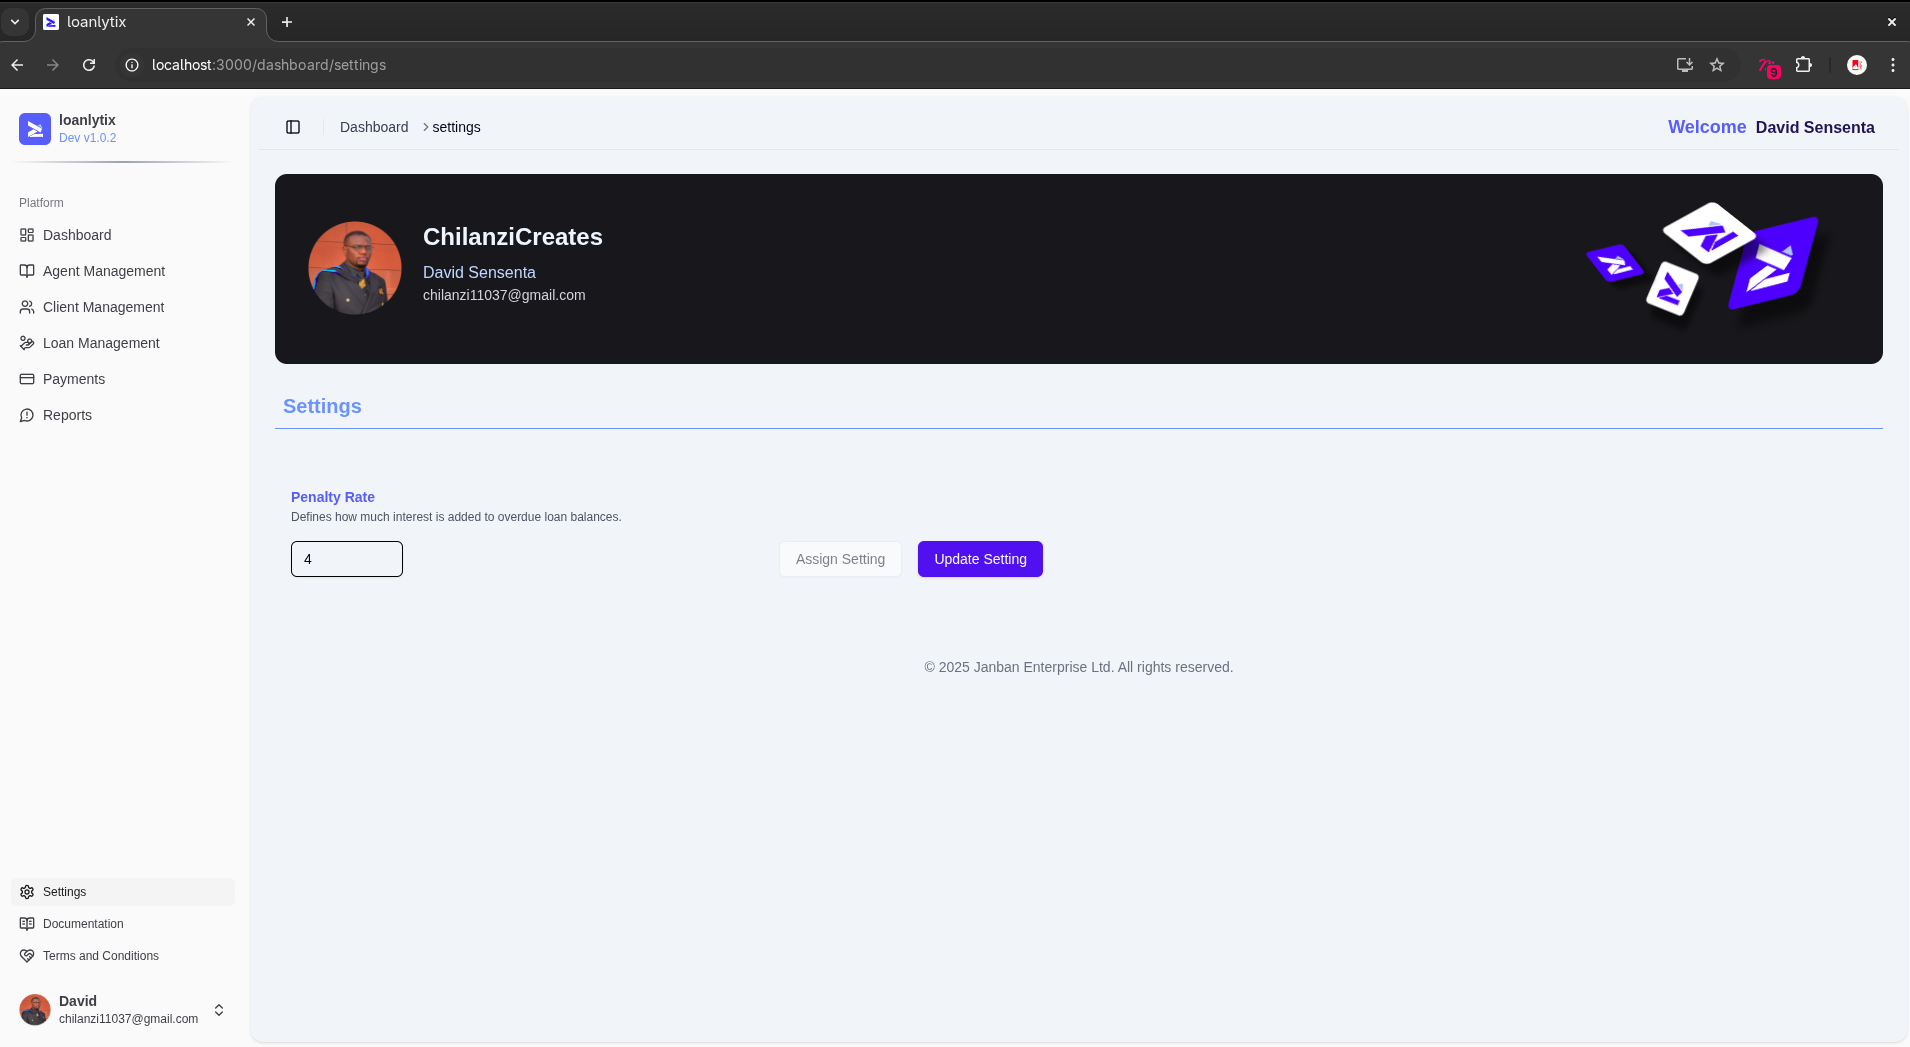 loanlytix
localhost:3000/dashboard/settings
9
loanlytix
Dev v1.0.2
Dashboard
settings
Welcome David Sensenta
Platform
Dashboard
Agent Management
Client Management
Loan Management
Payments
Reports
ChilanziCreates
David Sensenta
chilanzi11037@gmail.com
Settings
Penalty Rate
Defines how much interest is added to overdue loan balances.
4
Assign Setting
Update Setting
© 2025 Janban Enterprise Ltd. All rights reserved.
Settings
Documentation
Terms and Conditions
David
chilanzi11037@gmail.com